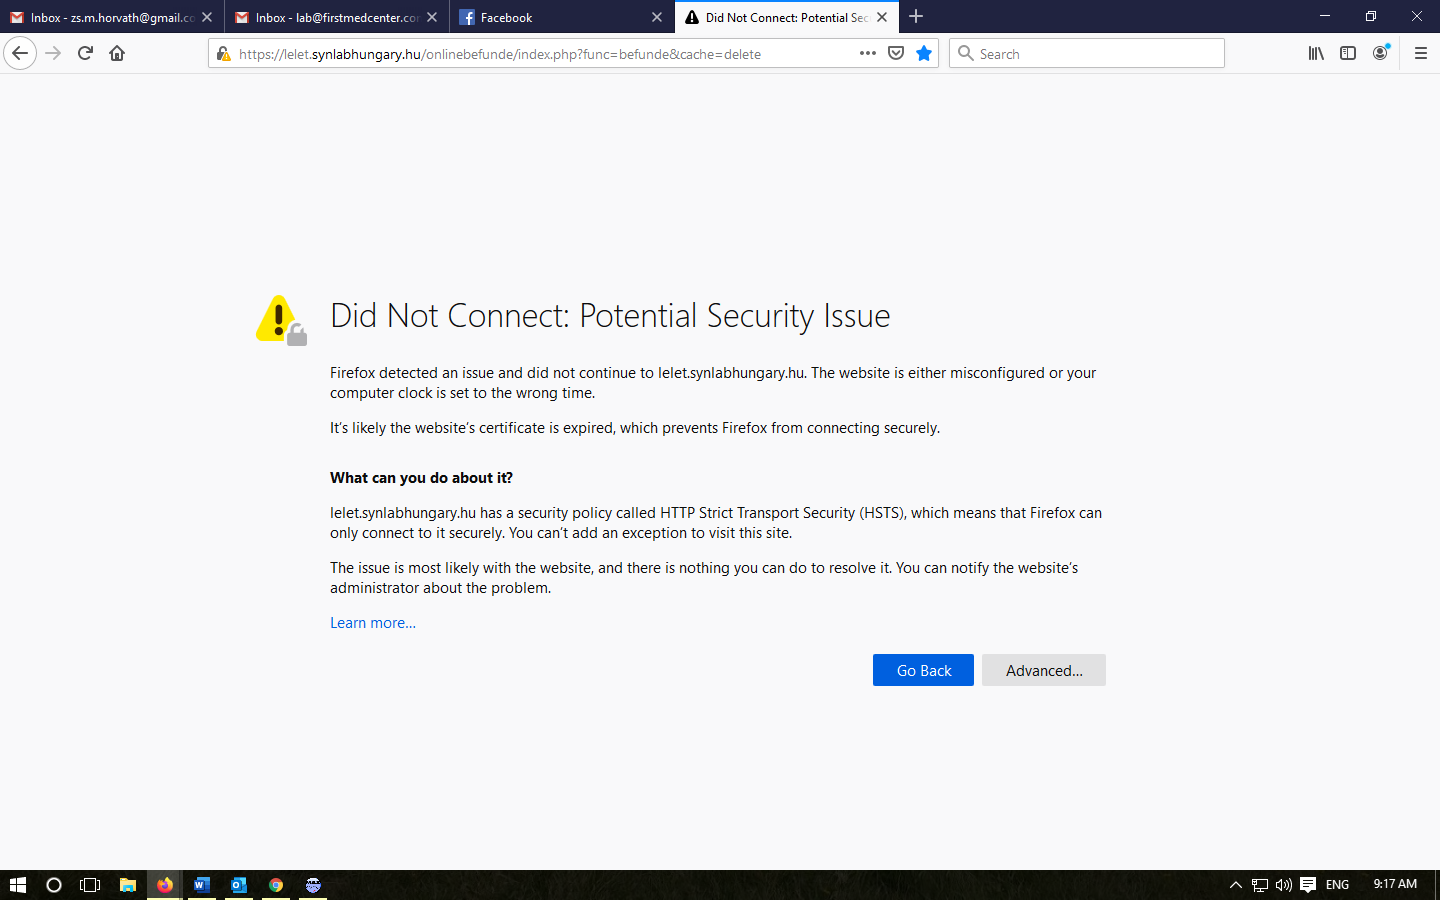 Inbox - zs.m.horvath@gmail.co
Inbox - lab@firstmedcenter.con
Facebook
Did Not Connect: Potential Sec
https://lelet.synlabhungary.hu/onlinebefunde/index.php?func=befunde&cache=delete
Search
Did Not Connect: Potential Security Issue
Firefox detected an issue and did not continue to lelet.synlabhungary.hu. The website is either misconfigured or your
computer clock is set to the wrong time.
It's likely the website's certificate is expired, which prevents Firefox from connecting securely.
What can you do about it?
lelet.synlabhungary.hu has a security policy called HTTP Strict Transport Security (HSTS), which means that Firefox can
only connect to it securely. You can't add an exception to visit this site.
The issue is most likely with the website, and there is nothing you can do to resolve it. You can notify the website's
administrator about the problem.
Learn more...
Go Back
Advanced...
ENG
9:17 AM